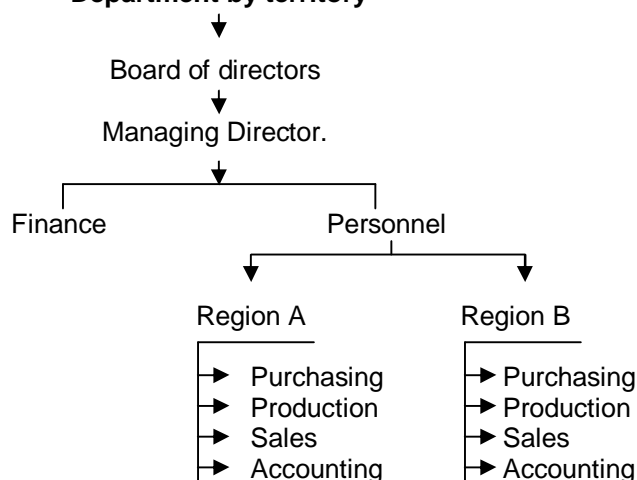 Department by territory
Board of directors
Managing Director.
Finance Personnel
Region A Region B
Purchasing Purchasing
Production Production
Sales Sales
Accounting Accounting